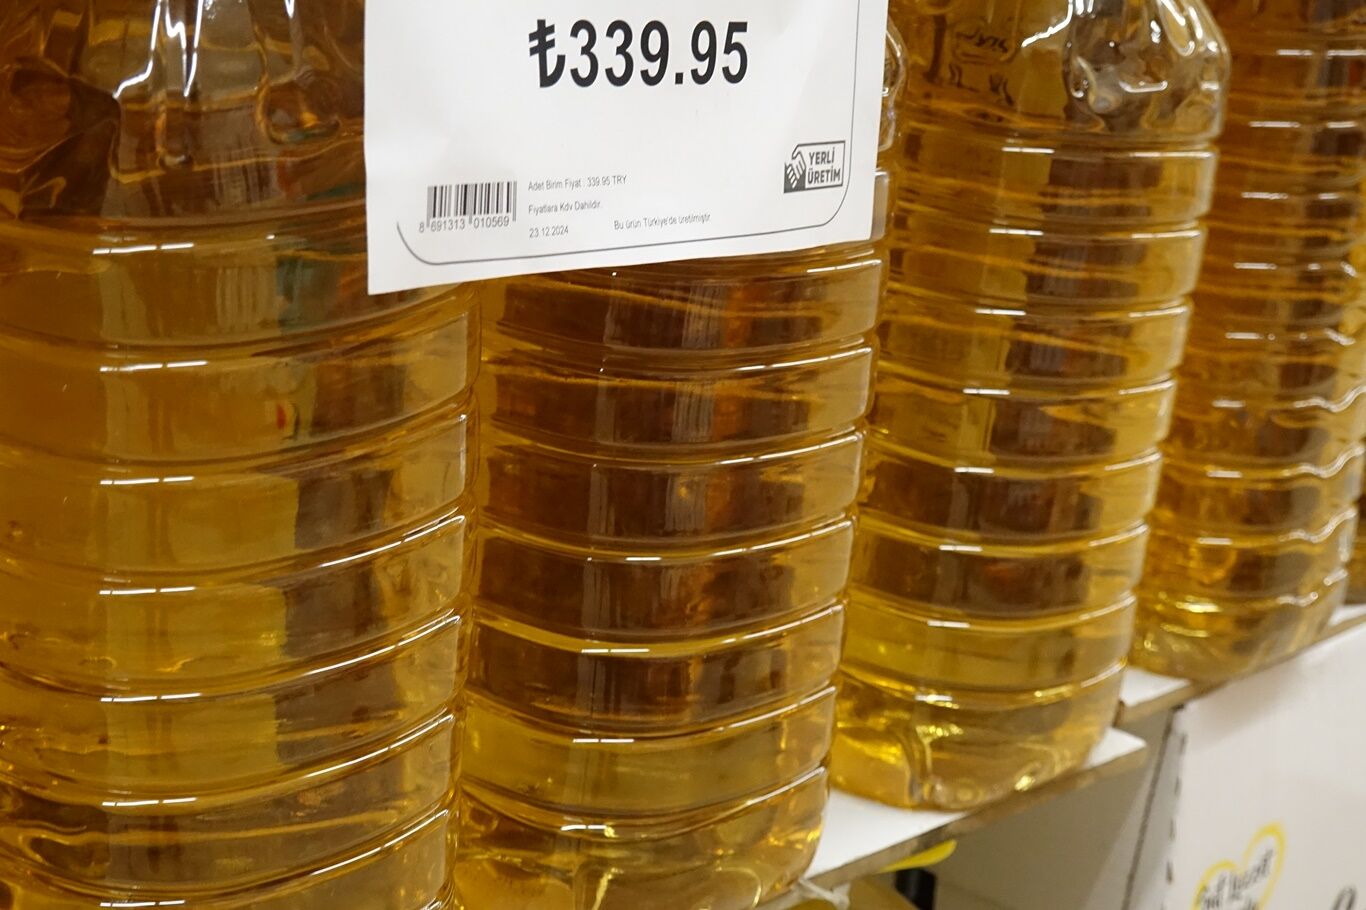 ₺339.95
YERLİ
ÜRETİM
Adet Birim Fiyat : 339.95 TRY
Fiyatlara Kdv Dahildir.
8 691313 010569
23.12.2024
Bu ürün Türkiye'de üretilmiştir.